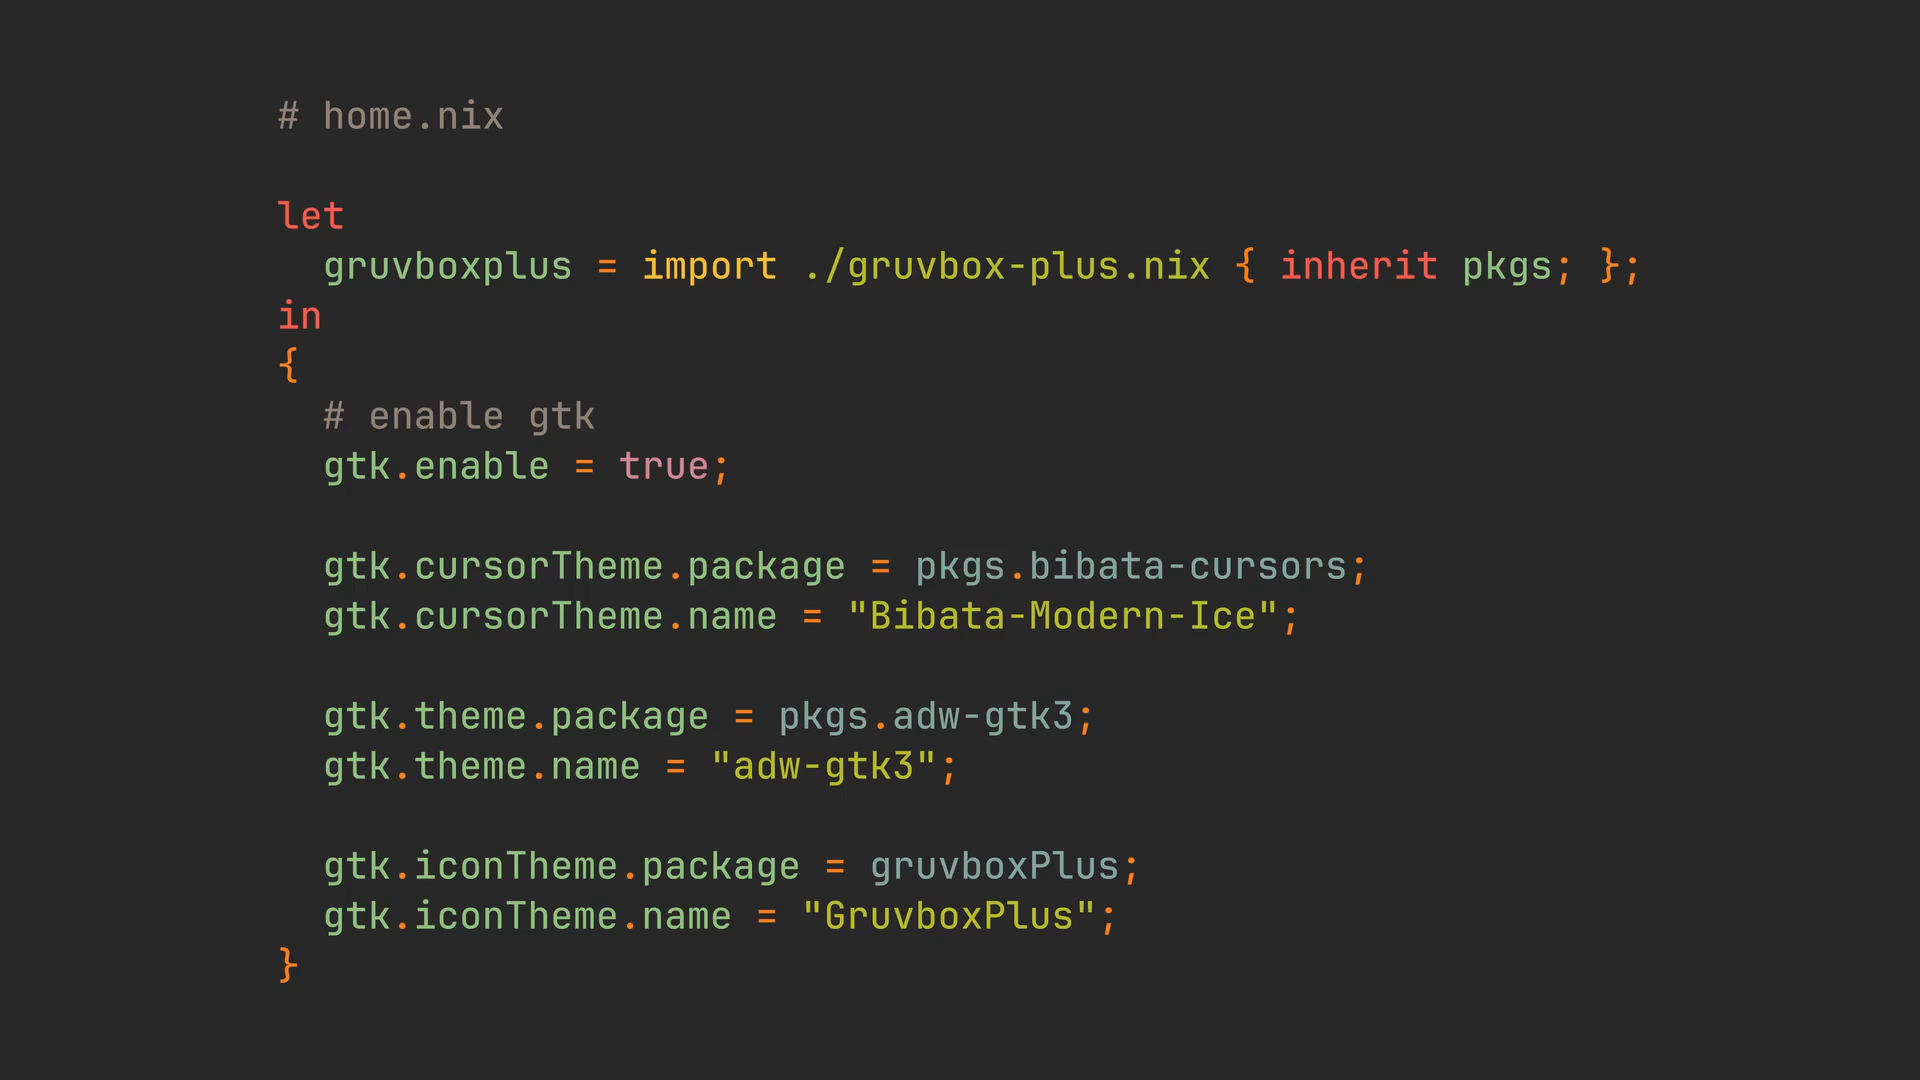 # home.nix
let
gruvboxplus = import ./gruvbox-plus.nix { inherit pkgs; };
in
{
# enable gtk
gtk.enable = true;
gtk.cursorTheme.package = pkgs.bibata-cursors;
gtk.cursorTheme.name = "Bibata-Modern-Ice";
gtk.theme.package = pkgs.adw-gtk3;
gtk.theme.name = "adw-gtk3";
gtk.iconTheme.package = gruvboxPlus;
gtk.iconTheme.name = "GruvboxPlus";
}